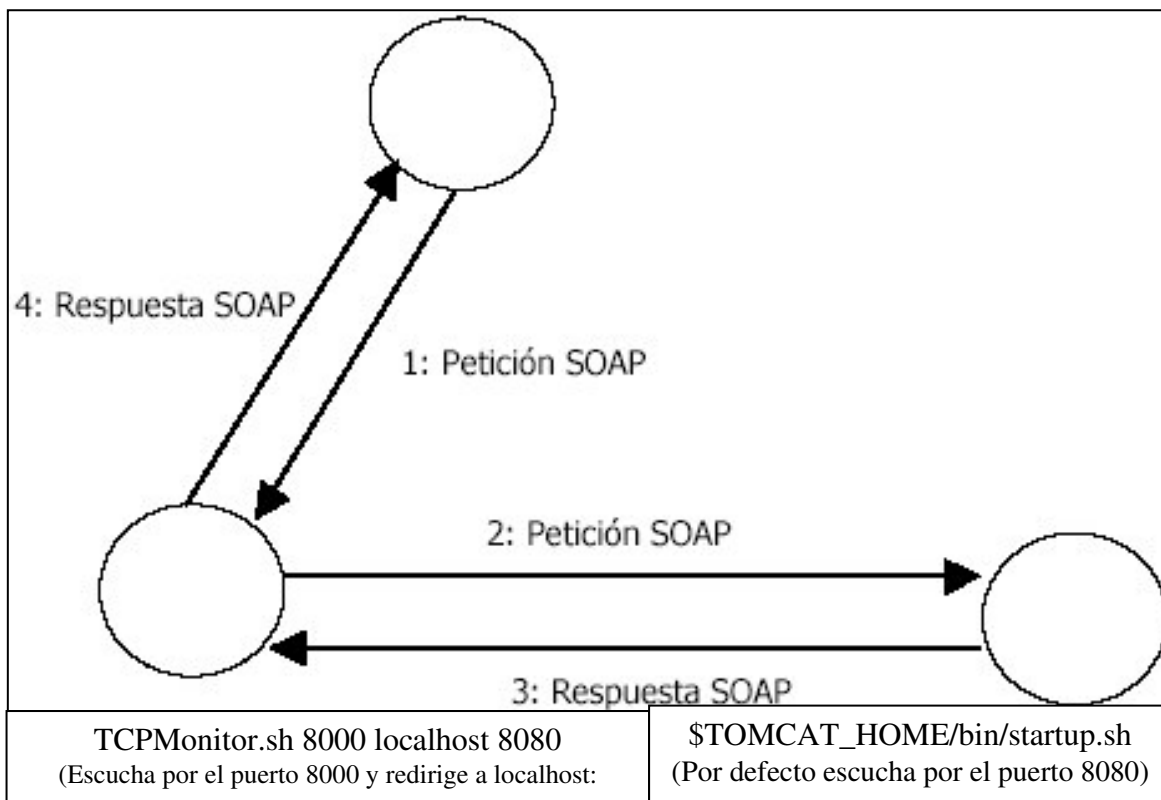 4: Respuesta SOAP
1: Petición SOAP
2: Petición SOAP
3: Respuesta SOAP
TCPMonitor.sh 8000 localhost 8080
(Escucha por el puerto 8000 y redirige a localhost:
$TOMCAT_HOME/bin/startup.sh
(Por defecto escucha por el puerto 8080)